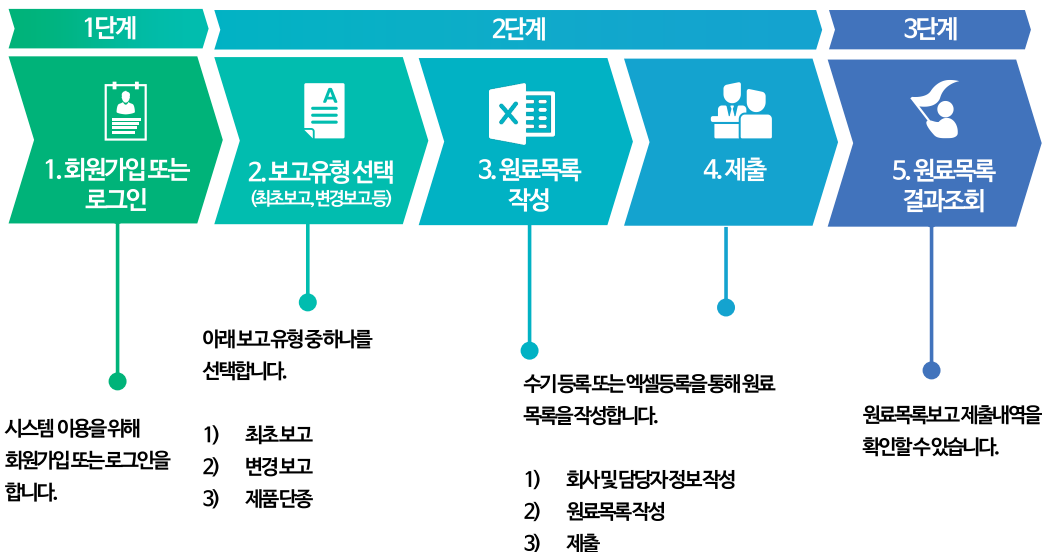 1단계
2단계
3단계
A
X
1. 회원가입 또는
로그인
2. 보고유형 선택
(최초보고, 변경보고 등)
3. 원료목록
작성
4. 제출
5. 원료목록
결과조회
시스템 이용을 위해
회원가입 또는 로그인을
합니다.
아래 보고 유형 중 하나를
선택합니다.
1) 최초 보고
2) 변경 보고
3) 제품 단종
수기 등록 또는 엑셀등록을 통해 원료
목록을 작성합니다.
1) 회사 및 담당자 정보 작성
2) 원료목록 작성
3) 제출
원료목록보고 제출내역을
확인할 수 있습니다.